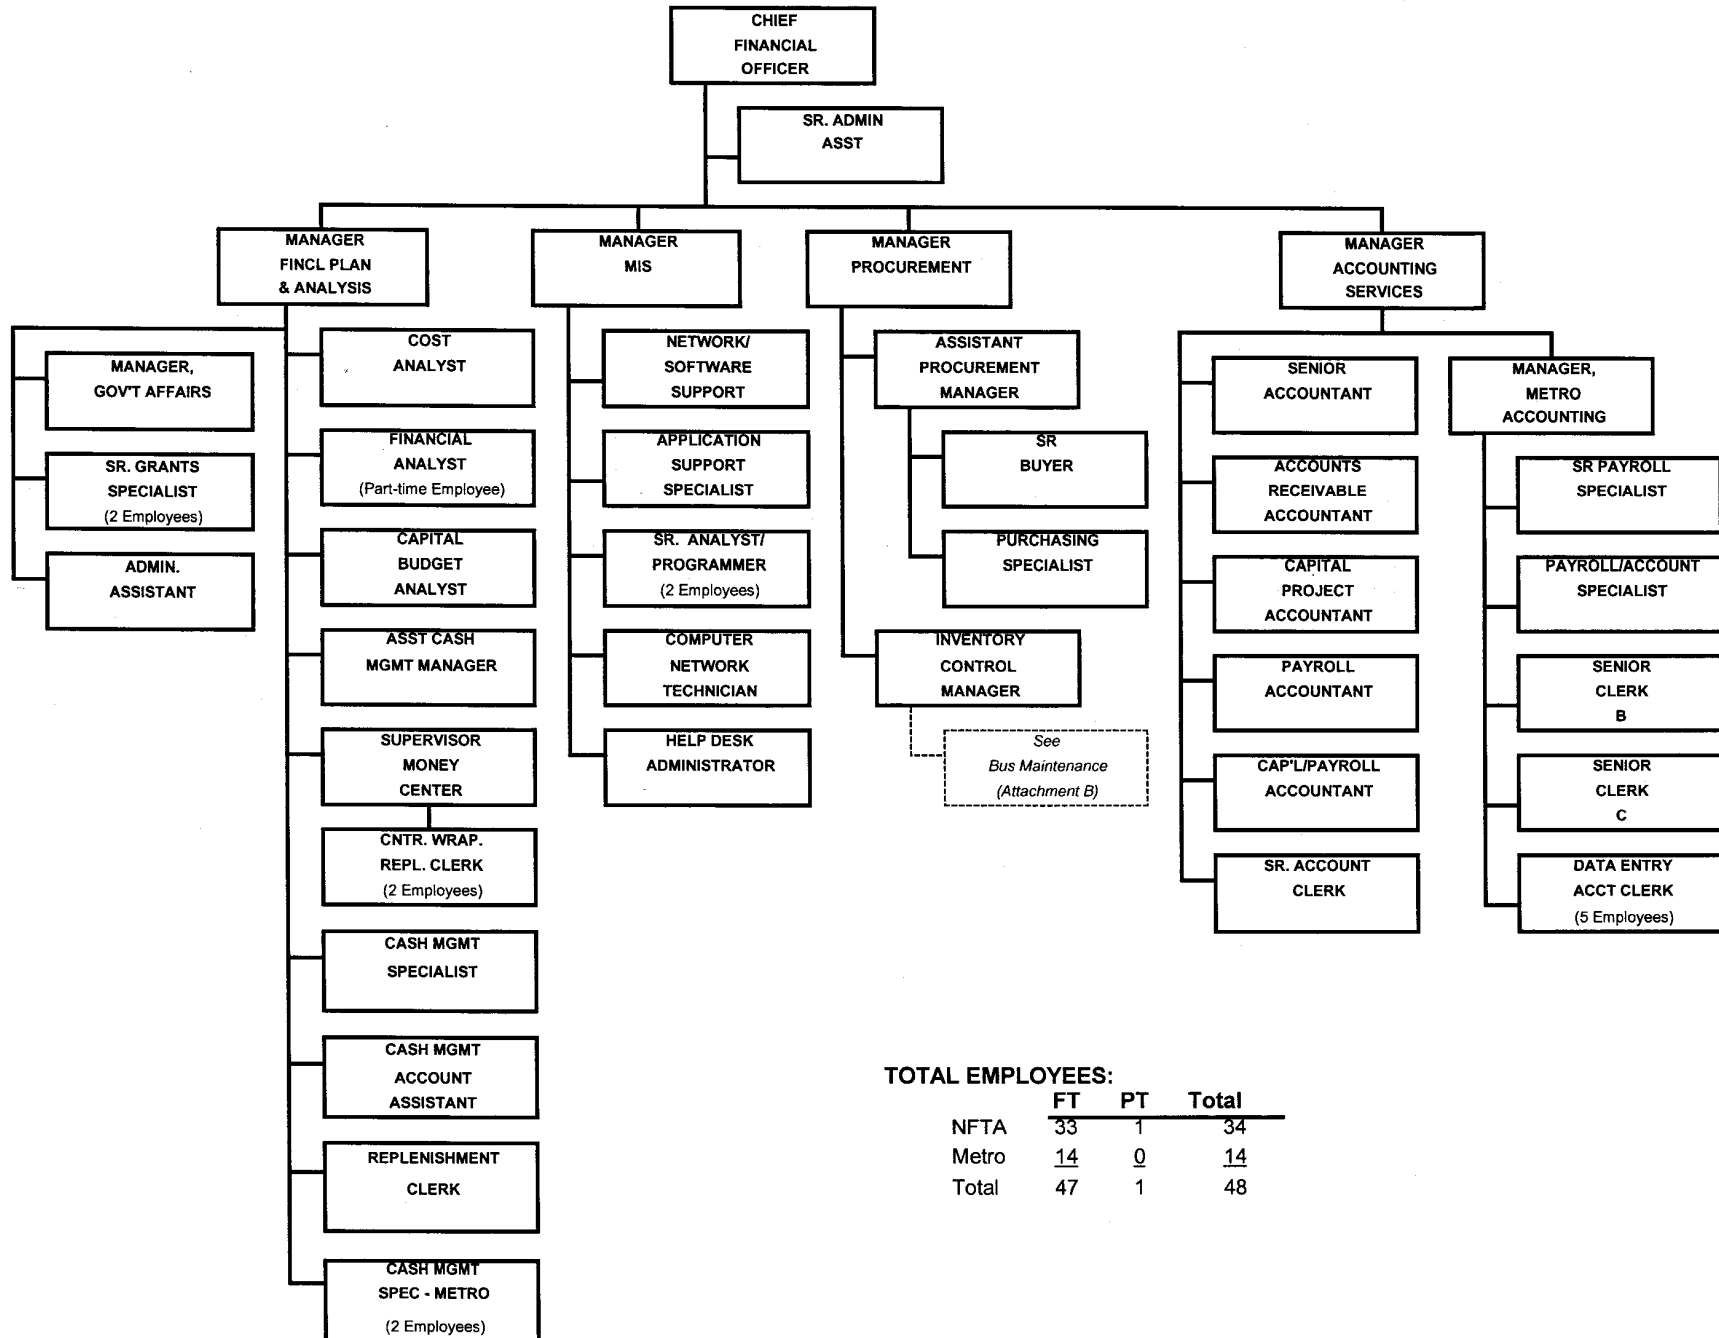 CHIEF
FINANCIAL
OFFICER
SR. ADMIN
ASST
MANAGER
FINCL PLAN
& ANALYSIS
MANAGER
MIS
MANAGER
PROCUREMENT
MANAGER
ACCOUNTING
SERVICES
MANAGER,
GOV'T AFFAIRS
SR. GRANTS
SPECIALIST
(2 Employees)
ADMIN.
ASSISTANT
COST
ANALYST
FINANCIAL
ANALYST
(Part-time Employee)
CAPITAL
BUDGET
ANALYST
ASST CASH
MGMT MANAGER
SUPERVISOR
MONEY
CENTER
CNTR. WRAP.
REPL. CLERK
(2 Employees)
CASH MGMT
SPECIALIST
CASH MGMT
ACCOUNT
ASSISTANT
REPLENISHMENT
CLERK
CASH MGMT
SPEC - METRO
(2 Employees)
NETWORK/
SOFTWARE
SUPPORT
APPLICATION
SUPPORT
SPECIALIST
SR. ANALYST/
PROGRAMMER
(2 Employees)
COMPUTER
NETWORK
TECHNICIAN
HELP DESK
ADMINISTRATOR
ASSISTANT
PROCUREMENT
MANAGER
SR
BUYER
PURCHASING
SPECIALIST
INVENTORY
CONTROL
MANAGER
See
Bus Maintenance
(Attachment B)
SENIOR
ACCOUNTANT
ACCOUNTS
RECEIVABLE
ACCOUNTANT
CAPITAL
PROJECT
ACCOUNTANT
PAYROLL
ACCOUNTANT
CAP'L/PAYROLL
ACCOUNTANT
SR. ACCOUNT
CLERK
MANAGER,
METRO
ACCOUNTING
SR PAYROLL
SPECIALIST
PAYROLL/ACCOUNT
SPECIALIST
SENIOR
CLERK
B
SENIOR
CLERK
C
DATA ENTRY
ACCT CLERK
(5 Employees)
TOTAL EMPLOYEES:
FT PT Total
NFTA 33 1 34
Metro 14 0 14
Total 47 1 48